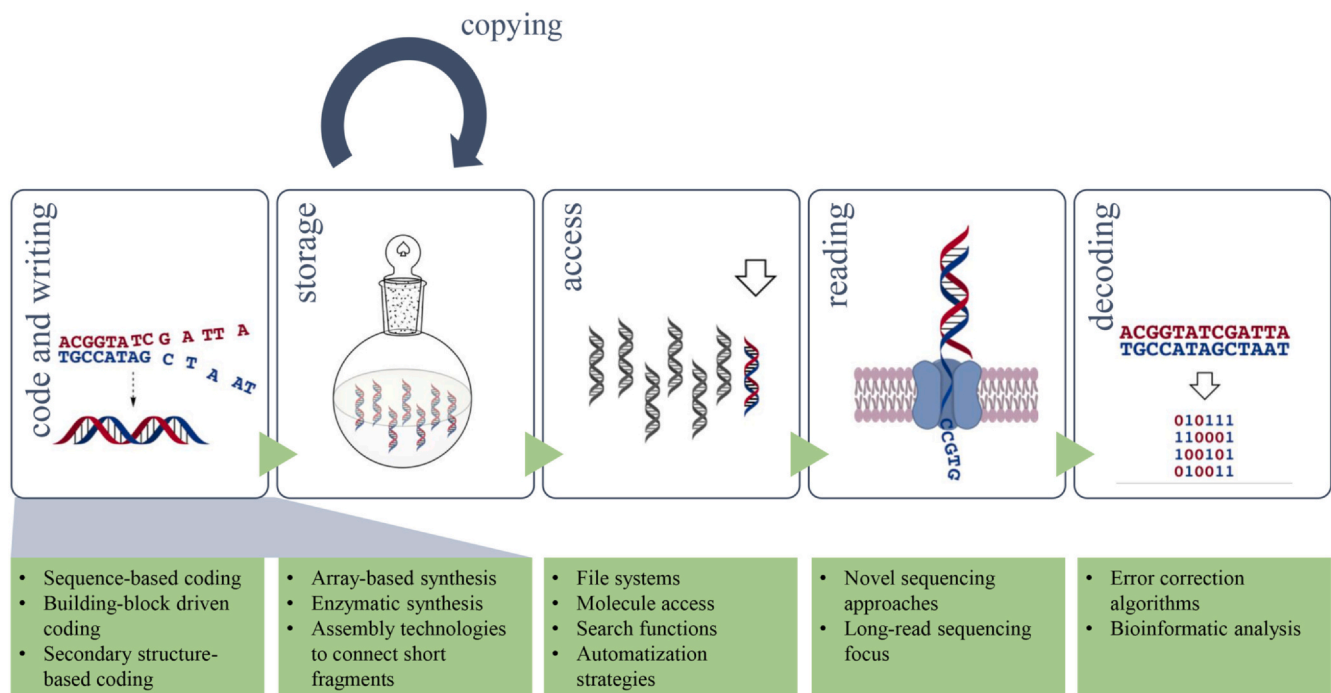 copying
code and writing
ACGGTATCG ATTA
TGCCATAG CTAAT
storage
access
reading
CCGTG
decoding
ACGGTATCGATTA
TGCCATAGCTAAT
010111
110001
100101
010011
• Sequence-based coding
• Building-block driven
coding
• Secondary structure-
based coding
• Array-based synthesis
• Enzymatic synthesis
• Assembly technologies
to connect short
fragments
• File systems
• Molecule access
• Search functions
• Automatization
strategies
• Novel sequencing
approaches
• Long-read sequencing
focus
• Error correction
algorithms
• Bioinformatic analysis